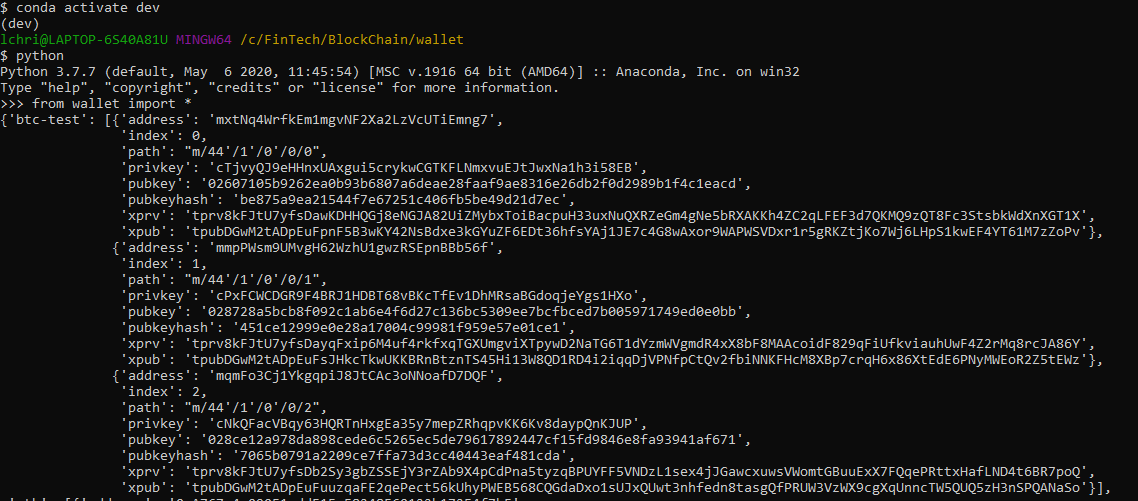 $ conda activate dev
(dev)
lchri@LAPTOP-6S40A81U MINGW64 /c/FinTech/BlockChain/wallet
$ python
Python 3.7.7 (default, May  6 2020, 11:45:54) [MSC v.1916 64 bit (AMD64)] :: Anaconda, Inc. on win32
Type "help", "copyright", "credits" or "license" for more information.
>>> from wallet import *
{'btc-test': [{'address': 'mxtNq4WrfkEm1mgvNF2Xa2LzVcUTiEmng7',
'index': 0,
'path': "m/44'/1'/0'/0/0",
'privkey': 'cTjvyQJ9eHHnxUAxgui5crykwCGTKFLNmxvuEJtJwxNa1h3i58EB',
'pubkey': '02607105b9262ea0b93b6807a6deae28faaf9ae8316e26db2f0d2989b1f4c1eacd',
'pubkeyhash': 'be875a9ea21544f7e67251c406fb5be49d21d7ec',
'xprv': 'tprv8kFJtU7yfsDawKDHHQGj8eNGJA82UiZMybxToiBacpuH33uxNuQXRZeGm4gNe5bRXAKKh4ZC2qLFEF3d7QKMQ9zQT8Fc3StsbkWdXnXGT1X',
'xpub': 'tpubDGwM2tADpEuFpnF5B3wKY42NsBdxe3kGYuZF6EDt36hfsYAj1JE7c4G8wAxor9WAPWSVDxr1r5gRKZtjKo7Wj6LHpS1kwEF4YT61M7zZoPv'},
{'address': 'mmpPWsm9UMvgH62WzhU1gwzRSEpnBBb56f',
'index': 1,
'path': "m/44'/1'/0'/0/1",
'privkey': 'cPxFCWCDGR9F4BRJ1HDBT68vBKcTfEv1DhMRsaBGdoqjeYgs1HXo',
'pubkey': '028728a5bcb8f092c1ab6e4f6d27c136bc5309ee7bcfbced7b005971749ed0e0bb',
'pubkeyhash': '451ce12999e0e28a17004c99981f959e57e01ce1',
'xprv': 'tprv8kFJtU7yfsDayqFxip6M4uf4rkfxqTGXUmgviXTpywD2NaTG6T1dYzmWVgmdR4xX8bF8MAAcoidF829qFiUfkviauhUwF4Z2rMq8rcJA86Y',
'xpub': 'tpubDGwM2tADpEuFsJHkcTkwUKKBRnBtznTS45Hi13W8QD1RD4i2iqqDjVPNfpCtQv2fbiNNKFHcM8XBp7crqH6x86XtEdE6PNyMWEoR2Z5tEWz'},
{'address': 'mqmFo3Cj1YkgqpiJ8JtCAc3oNNoafD7DQF',
'index': 2,
'path': "m/44'/1'/0'/0/2",
'privkey': 'cNkQFacVBqy63HQRTnHxgEa35y7mepZRhqpvKK6Kv8daypQnKJUP',
'pubkey': '028ce12a978da898cede6c5265ec5de79617892447cf15fd9846e8fa93941af671',
'pubkeyhash': '7065b0791a2209ce7ffa73d3cc40443eaf481cda',
'xprv': 'tprv8kFJtU7yfsDb2Sy3gbZSSEjY3rZAb9X4pCdPna5tyzqBPUYFF5VNDzL1sex4jJGawcxuwsVWomtGBuuExX7FQqePRttxHafLND4t6BR7poQ',
'xpub': 'tpubDGwM2tADpEuFuuzqaFE2qePect56kUhyPWEB568CQGdaDxo1sUJxQUwt3nhfedn8tasgQfPRUW3VzWX9cgXqUnncTW5QUQ5zH3nSPQANaSo'}],